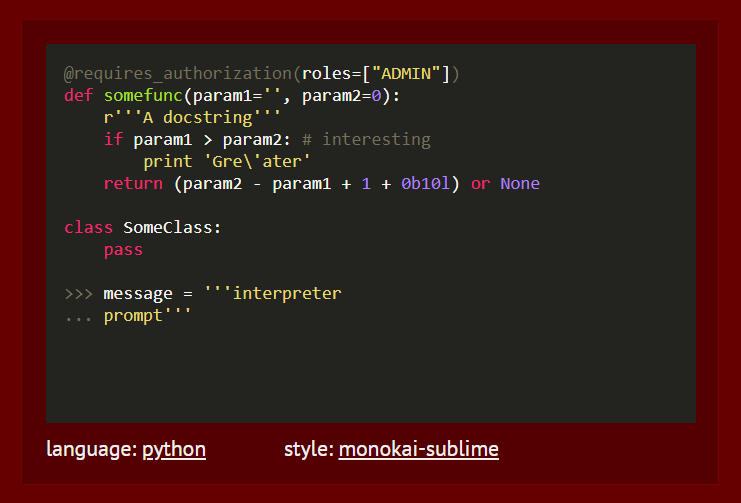 @requires_authorization(roles=["ADMIN"])
def somefunc(param1='', param2=0):
    r'''A docstring'''
    if param1 > param2: # interesting
        print 'Gre\'ater'
    return (param2 - param1 + 1 + 0b10l) or None

class SomeClass:
    pass

>>> message = '''interpreter
... prompt'''
language: python style: monokai-sublime